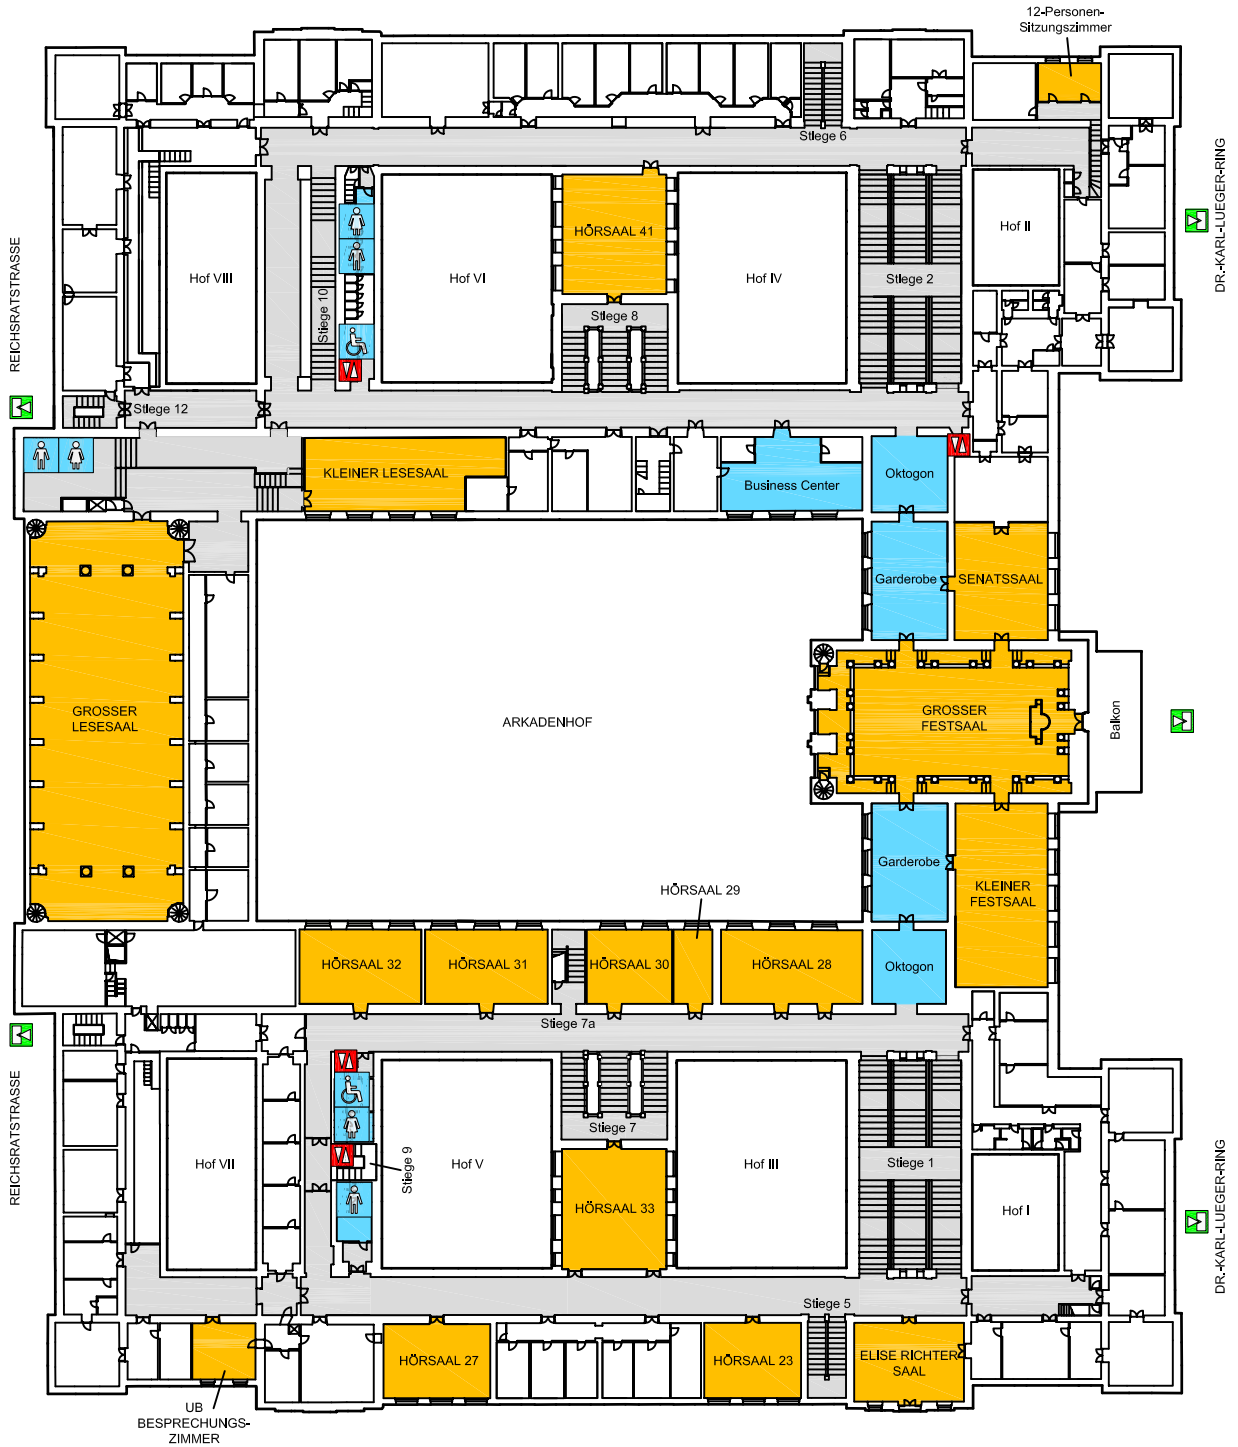 12-Personen-
Sitzungszimmer
Stiege 6
DR.-KARL-LUEGER-RING
REICHSRATSTRASSE
HÖRSAAL 41
Hof II
Hof VIII
Hof VI
Hof IV
Stiege 2
Stiege 10
Stiege 8
Stiege 12
KLEINER LESESAAL
Business Center
Oktogon
Garderobe
SENATSSAAL
GROSSER
LESESAAL
ARKADENHOF
GROSSER
FESTSAAL
Balkon
Garderobe
KLEINER
FESTSAAL
HÖRSAAL 29
HÖRSAAL 32
HÖRSAAL 31
HÖRSAAL 30
HÖRSAAL 28
Oktogon
Stiege 7a
REICHSRATSTRASSE
Stiege 7
Stiege 9
Hof VII
Hof V
Hof III
Stiege 1
DR.-KARL-LUEGER-RING
HÖRSAAL 33
Hof I
Stiege 5
HÖRSAAL 27
HÖRSAAL 23
ELISE RICHTER
SAAL
UB
BESPRECHUNGS-
ZIMMER